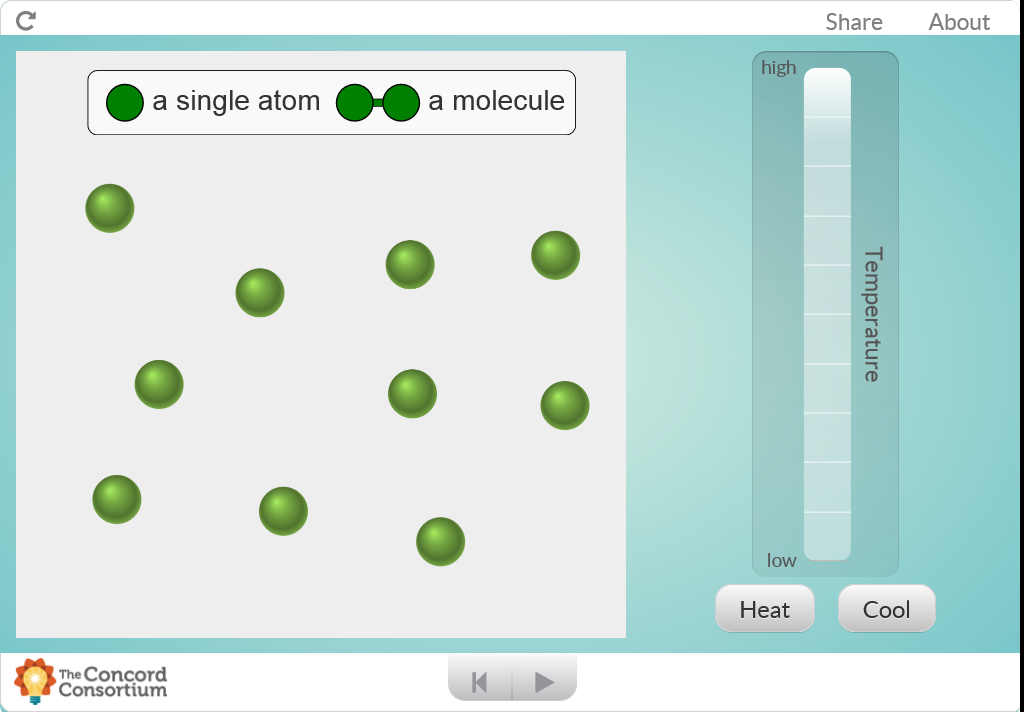 Share About
a single atom a molecule
high
Temperature
low
Heat Cool
The Concord
Consortium